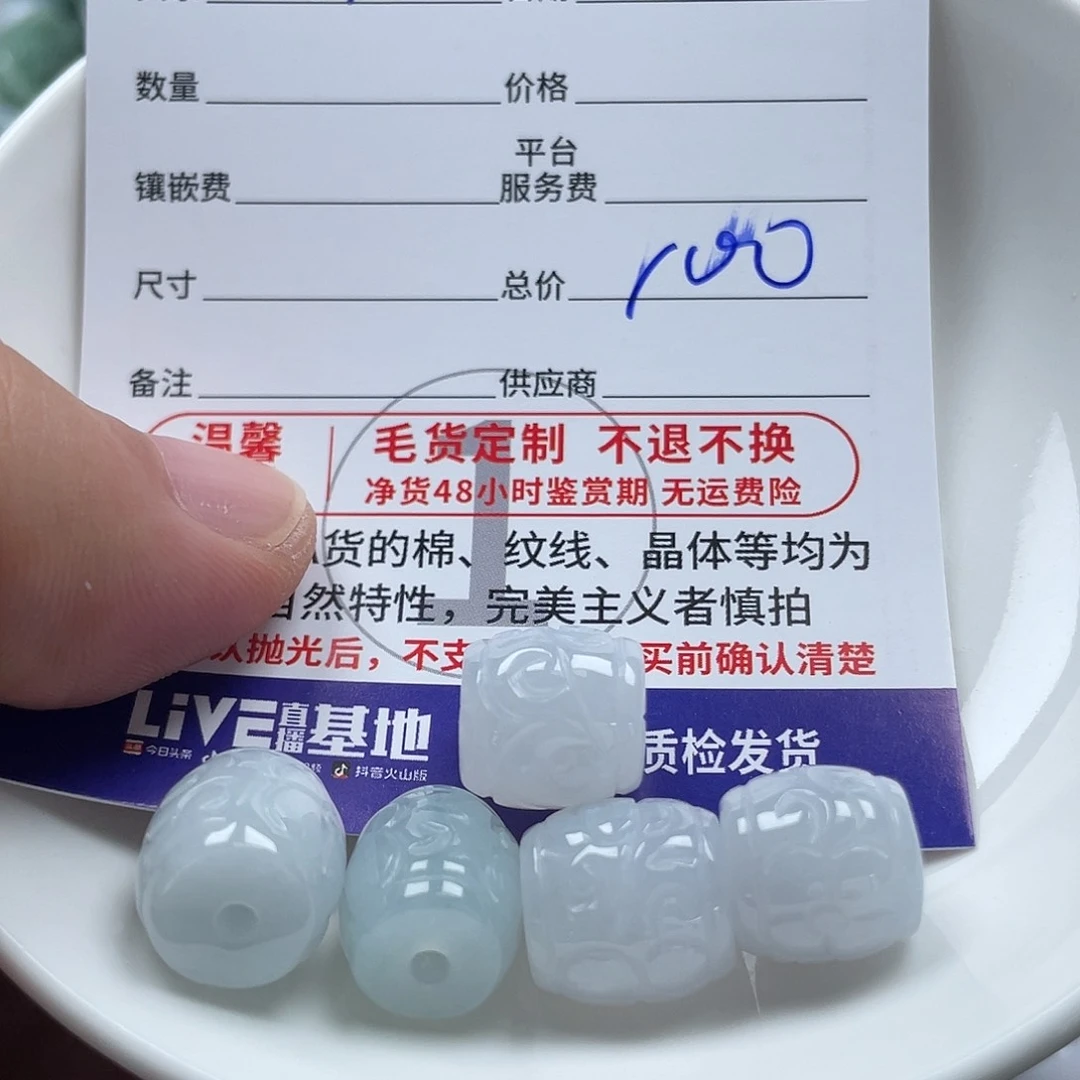 数量 价格
平台
镶嵌费 服务费
尺寸 总价 100
备注 供应商
温馨 毛货定制 不退不换
净货48小时鉴赏期 无运费险
货的棉、纹线、晶体等均为
自然特性，完美主义者慎拍
抛光后，不支 买前确认清楚
LIVE直播基地 质检发货
今日头条 抖音火山版
1